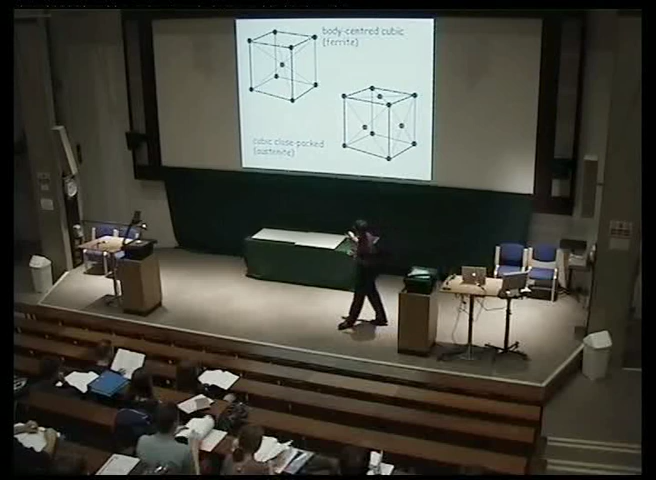 body-centred cubic
(ferrite)
cubic close-packed
(austenite)